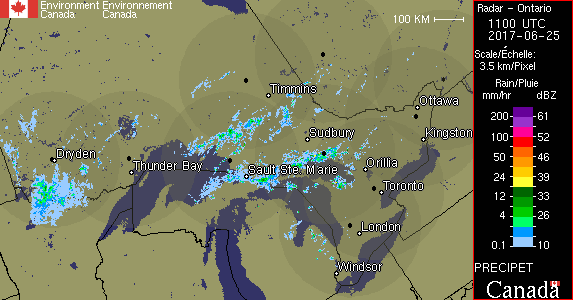 Environment Environnement
Canada Canada
100 KM
Timmins
Ottawa
Sudbury
Kingston
Dryden
Thunder Bay
Sault Ste. Marie
Orillia
Toronto
London
Windsor
Radar - Ontario
1100 UTC
2017-06-25
Scale/Échelle:
3.5 km/Pixel
Rain/Pluie
mm/hr dBZ
200 61
100 52
50 46
24 39
12 33
4 26
0.1 10
PRECIPET
Canada